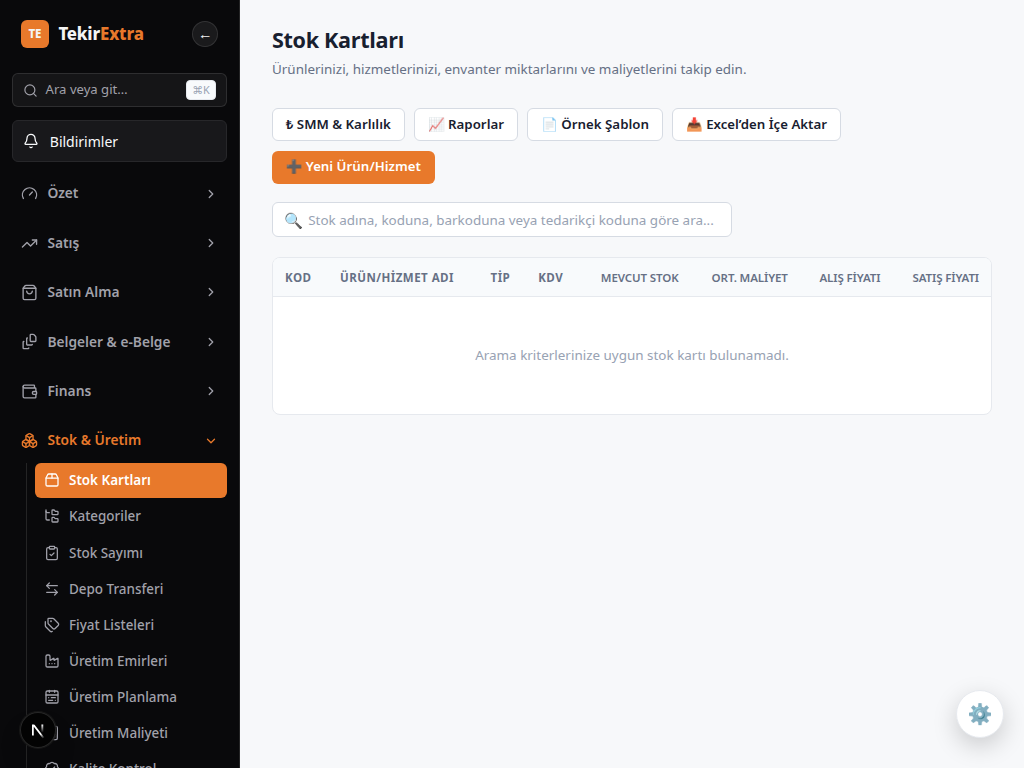 TE TekirExtra ←
Ara veya git... ⌘K
Bildirimler
Özet
Satış
Satın Alma
Belgeler & e-Belge
Finans
Stok & Üretim
Stok Kartları
Kategoriler
Stok Sayımı
Depo Transferi
Fiyat Listeleri
Üretim Emirleri
Üretim Planlama
Üretim Maliyeti
Kalite Kontrol
N
Stok Kartları
Ürünlerinizi, hizmetlerinizi, envanter miktarlarını ve maliyetlerini takip edin.
₺ SMM & Karlılık
📈 Raporlar
📄 Örnek Şablon
📥 Excel'den İçe Aktar
➕ Yeni Ürün/Hizmet
🔍 Stok adına, koduna, barkoduna veya tedarikçi koduna göre ara...
KOD ÜRÜN/HİZMET ADI TİP KDV MEVCUT STOK ORT. MALİYET ALIŞ FİYATI SATIŞ FİYATI
Arama kriterlerinize uygun stok kartı bulunamadı.